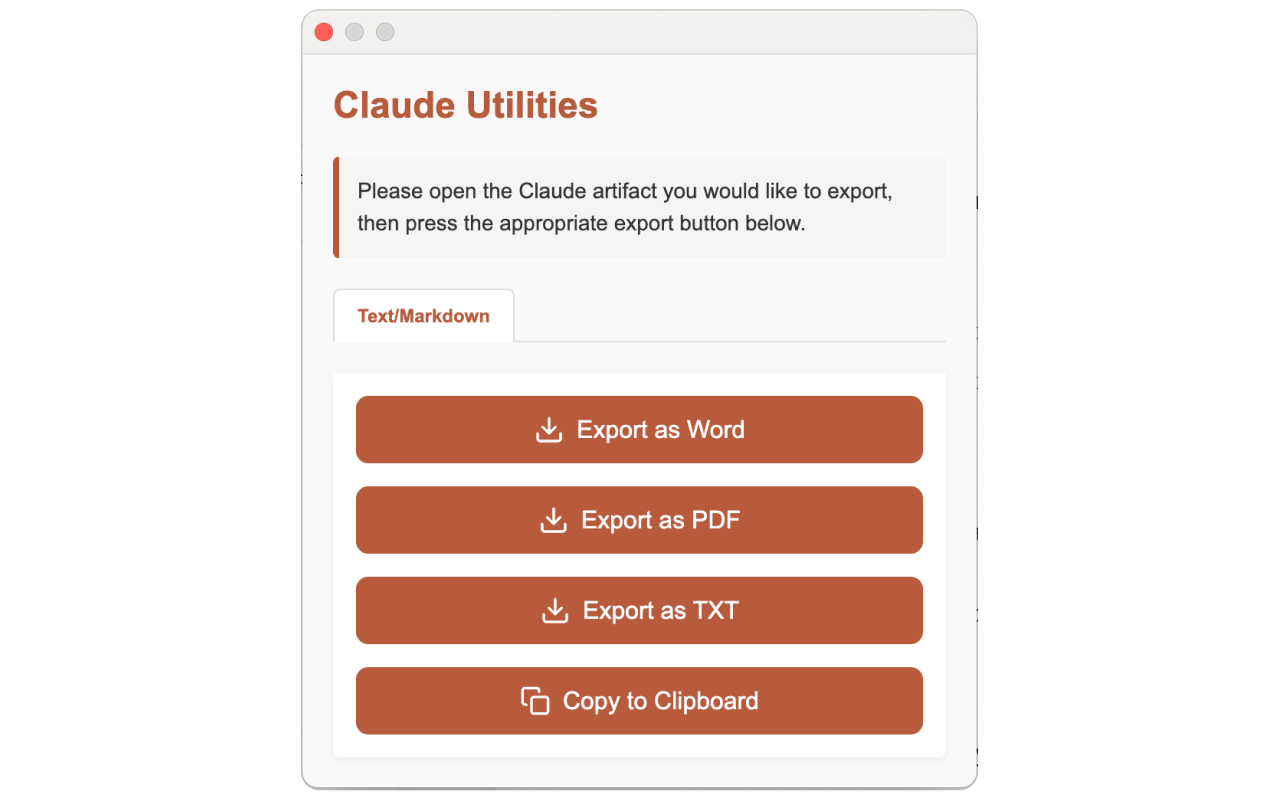 Claude Utilities
Please open the Claude artifact you would like to export,
then press the appropriate export button below.
Text/Markdown
Export as Word
Export as PDF
Export as TXT
Copy to Clipboard